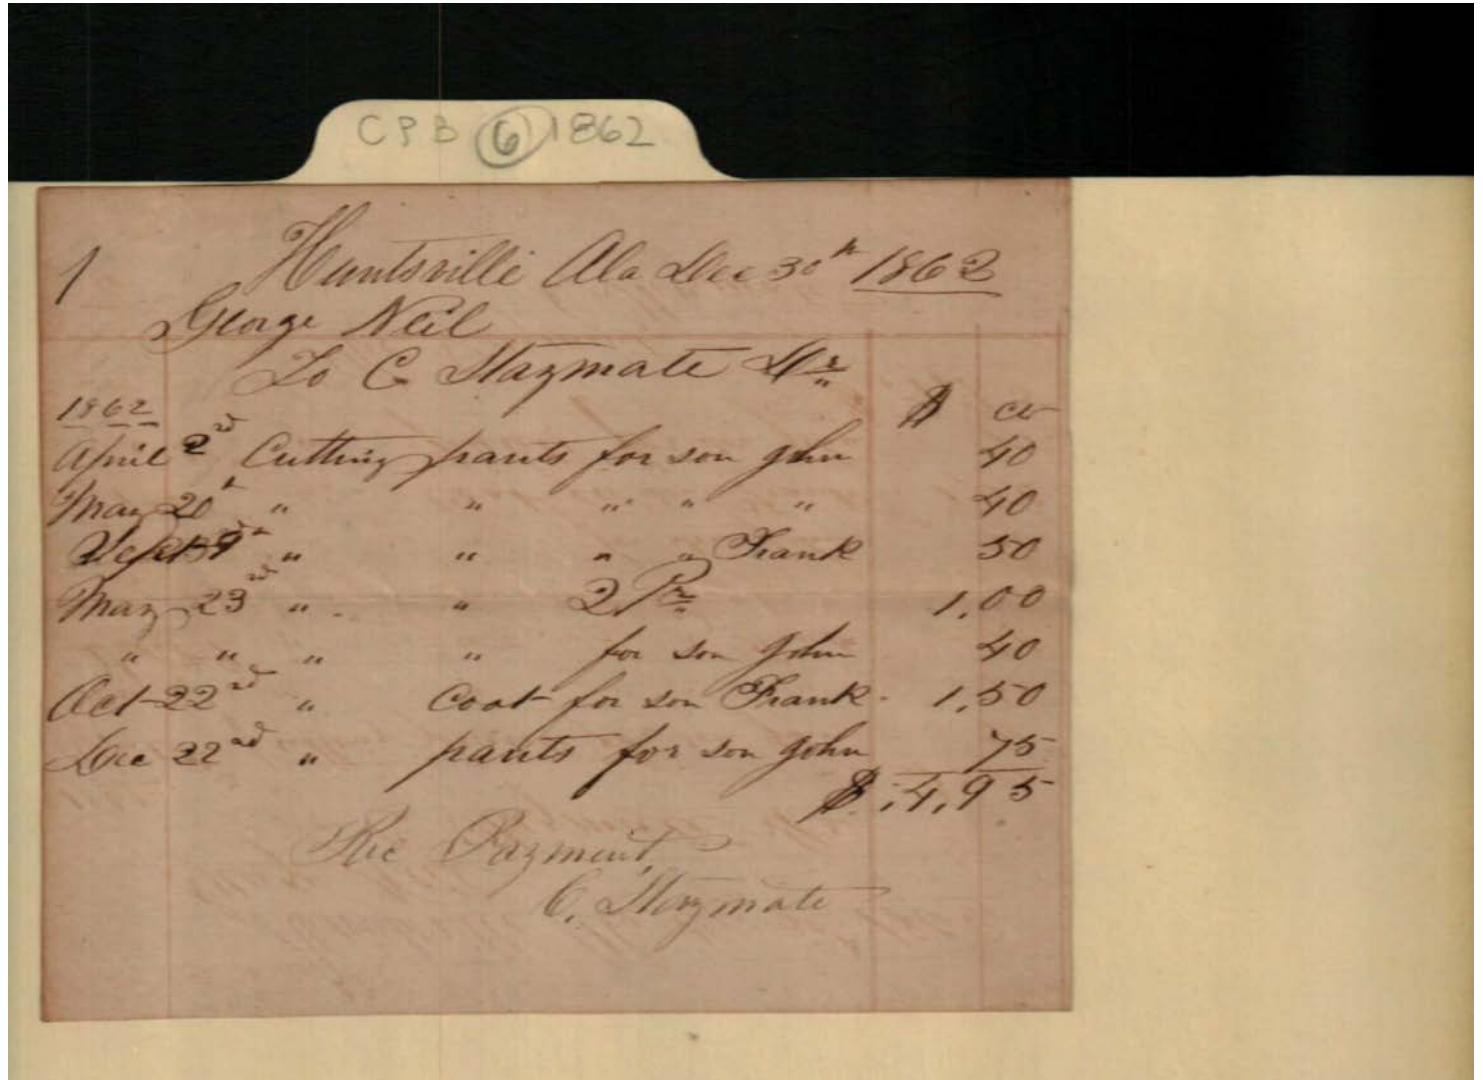 CPB 6 1862
1
Huntsville Ala Dec 30th 1862
George Neil
To C Staymate Dr
1862 $ cts
April 2nd Cutting pants for son John 40
May 20th " " " " " 40
Sept " " " " Frank 50
May 23rd " " 2 Pr 1,00
" " " " for son John 40
Oct 22nd " Coat for son Frank 1,50
Dec 22nd " pants for son John 75
$ 4,95
Rec Payment
C. Staymate